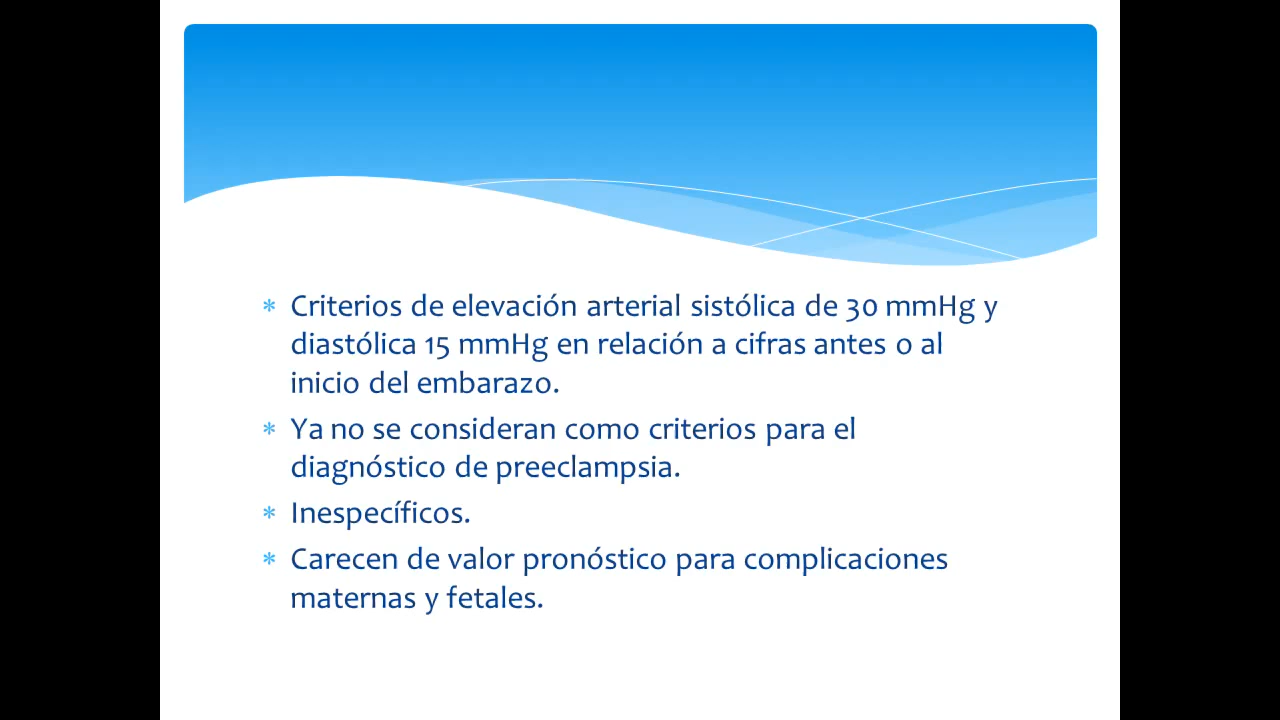 * Criterios de elevación arterial sistólica de 30 mmHg y
diastólica 15 mmHg en relación a cifras antes o al
inicio del embarazo.
* Ya no se consideran como criterios para el
diagnóstico de preeclampsia.
* Inespecíficos.
* Carecen de valor pronóstico para complicaciones
maternas y fetales.